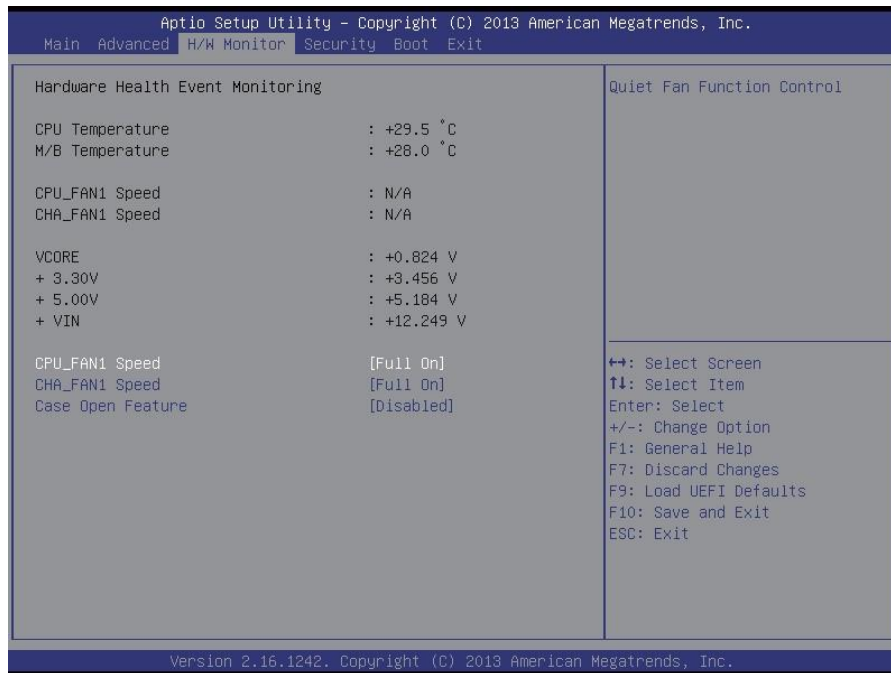 Aptio Setup Utility – Copyright (C) 2013 American Megatrends, Inc.
Main Advanced H/W Monitor Security Boot Exit
Hardware Health Event Monitoring
CPU Temperature : +29.5 °C
M/B Temperature : +28.0 °C
CPU_FAN1 Speed : N/A
CHA_FAN1 Speed : N/A
VCORE : +0.824 V
+ 3.30V : +3.456 V
+ 5.00V : +5.184 V
+ VIN : +12.249 V
CPU_FAN1 Speed [Full On]
CHA_FAN1 Speed [Full On]
Case Open Feature [Disabled]
Quiet Fan Function Control
↔: Select Screen
↑↓: Select Item
Enter: Select
+/-: Change Option
F1: General Help
F7: Discard Changes
F9: Load UEFI Defaults
F10: Save and Exit
ESC: Exit
Version 2.16.1242. Copyright (C) 2013 American Megatrends, Inc.